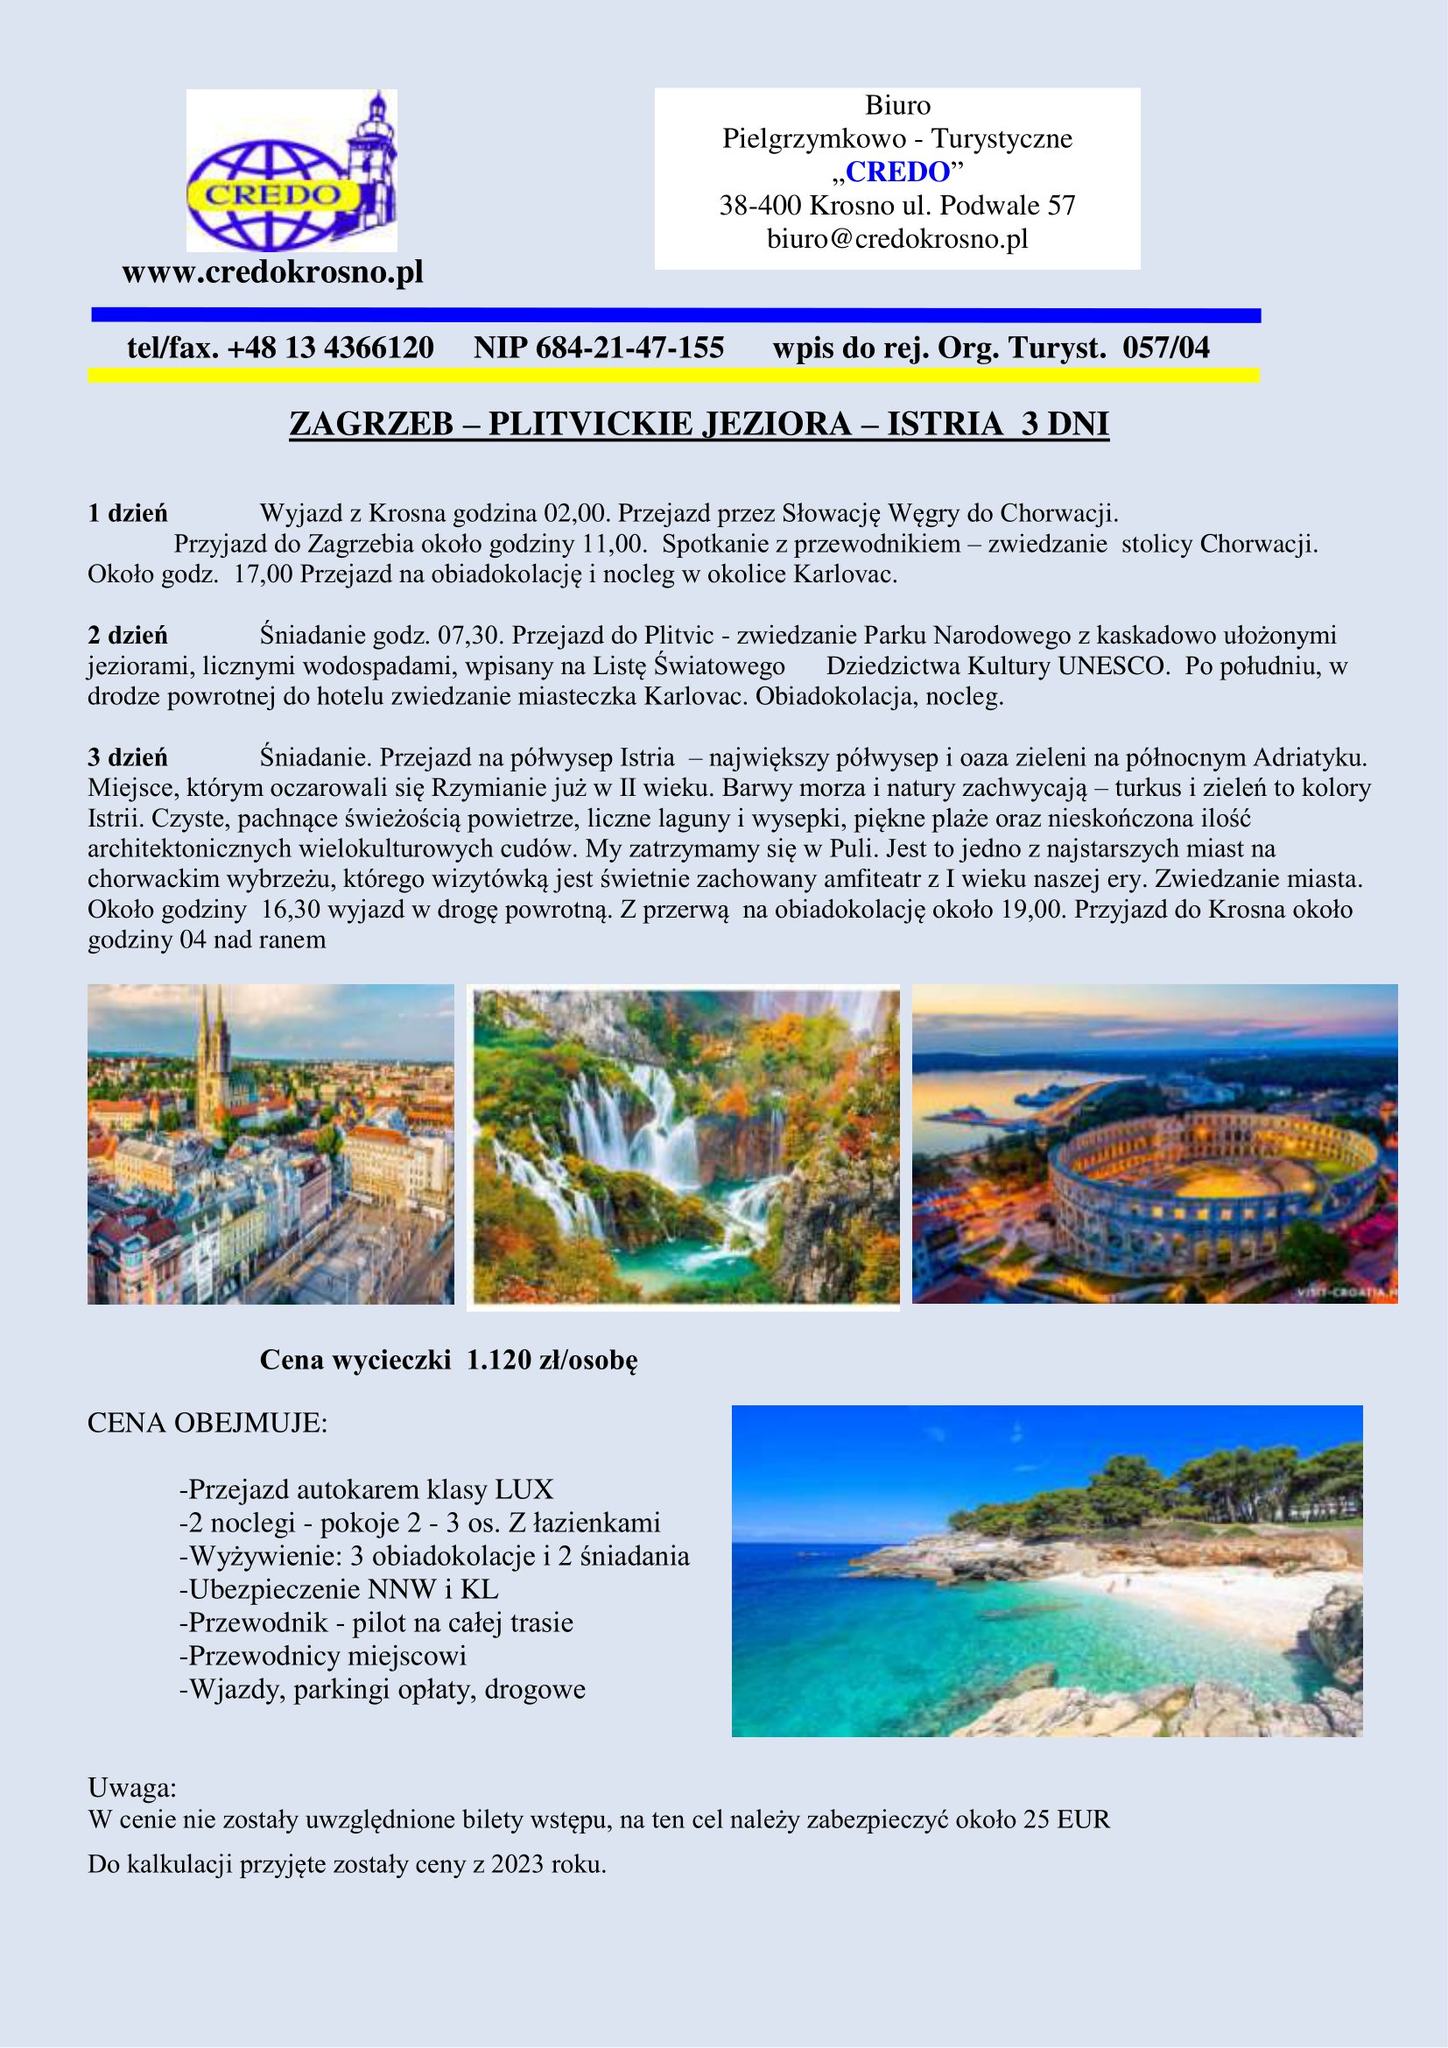 CREDO
www.credokrosno.pl
Biuro
Pielgrzymkowo - Turystyczne
„CREDO”
38-400 Krosno ul. Podwale 57
biuro@credokrosno.pl
tel/fax. +48 13 4366120 NIP 684-21-47-155 wpis do rej. Org. Turyst. 057/04
ZAGRZEB – PLITVICKIE JEZIORA – ISTRIA 3 DNI
1 dzień Wyjazd z Krosna godzina 02,00. Przejazd przez Słowację Węgry do Chorwacji.
Przyjazd do Zagrzebia około godziny 11,00. Spotkanie z przewodnikiem – zwiedzanie stolicy Chorwacji.
Około godz. 17,00 Przejazd na obiadokolację i nocleg w okolice Karlovac.
2 dzień Śniadanie godz. 07,30. Przejazd do Plitvic - zwiedzanie Parku Narodowego z kaskadowo ułożonymi
jeziorami, licznymi wodospadami, wpisany na Listę Światowego Dziedzictwa Kultury UNESCO. Po południu, w
drodze powrotnej do hotelu zwiedzanie miasteczka Karlovac. Obiadokolacja, nocleg.
3 dzień Śniadanie. Przejazd na półwysep Istria – największy półwysep i oaza zieleni na północnym Adriatyku.
Miejsce, którym oczarowali się Rzymianie już w II wieku. Barwy morza i natury zachwycają – turkus i zieleń to kolory
Istrii. Czyste, pachnące świeżością powietrze, liczne laguny i wysepki, piękne plaże oraz nieskończona ilość
architektonicznych wielokulturowych cudów. My zatrzymamy się w Puli. Jest to jedno z najstarszych miast na
chorwackim wybrzeżu, którego wizytówką jest świetnie zachowany amfiteatr z I wieku naszej ery. Zwiedzanie miasta.
Około godziny 16,30 wyjazd w drogę powrotną. Z przerwą na obiadokolację około 19,00. Przyjazd do Krosna około
godziny 04 nad ranem
Cena wycieczki 1.120 zł/osobę
CENA OBEJMUJE:
-Przejazd autokarem klasy LUX
-2 noclegi - pokoje 2 - 3 os. Z łazienkami
-Wyżywienie: 3 obiadokolacje i 2 śniadania
-Ubezpieczenie NNW i KL
-Przewodnik - pilot na całej trasie
-Przewodnicy miejscowi
-Wjazdy, parkingi opłaty, drogowe
Uwaga:
W cenie nie zostały uwzględnione bilety wstępu, na ten cel należy zabezpieczyć około 25 EUR
Do kalkulacji przyjęte zostały ceny z 2023 roku.